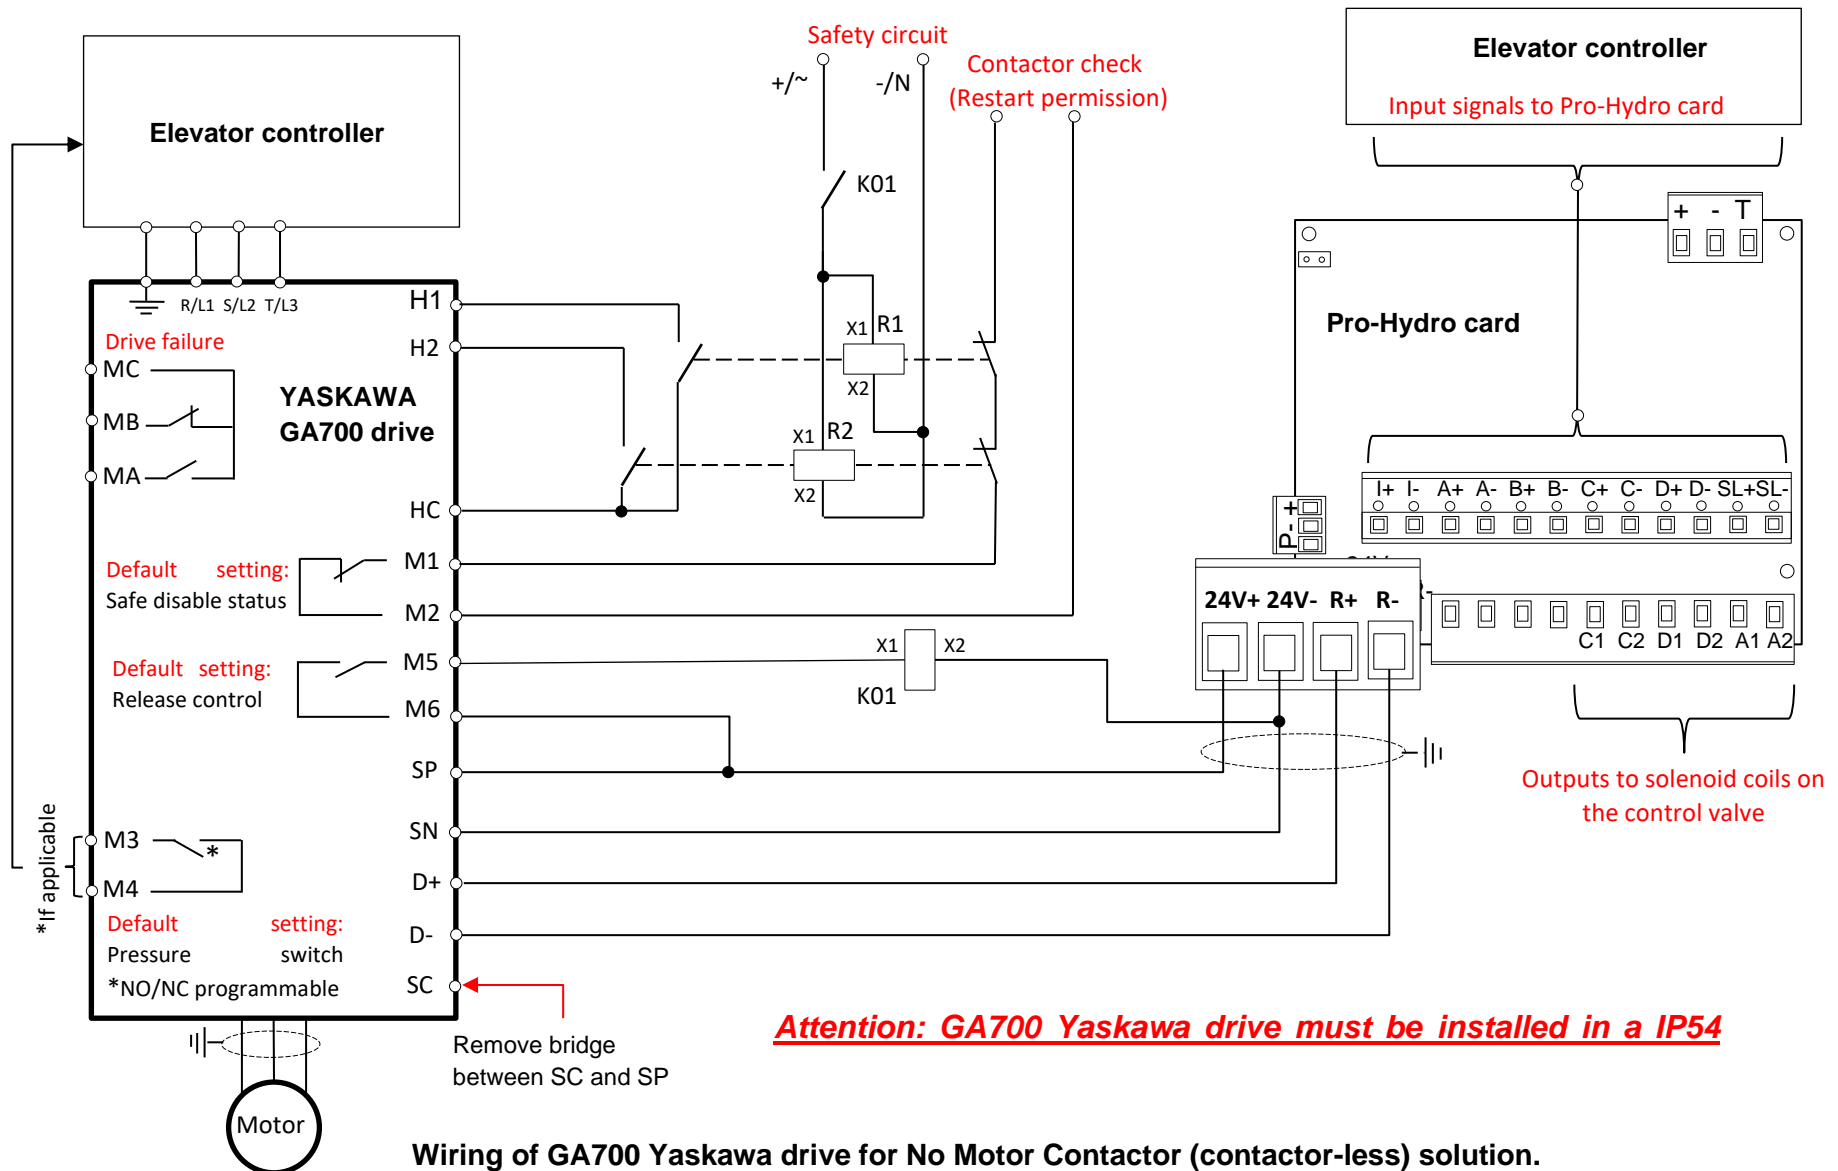 Safety circuit
+/~
-/N
Contactor check
(Restart permission)
Elevator controller
Elevator controller
Input signals to Pro-Hydro card
K01
+ - T
R/L1 S/L2 T/L3
H1
Drive failure
H2
MC
X1 R1
X2
Pro-Hydro card
YASKAWA
GA700 drive
MB
MA
X1 R2
X2
HC
I+ I- A+ A- B+ B- C+ C- D+ D- SL+ SL-
P - +
Default setting:
Safe disable status
M1
M2
24V+ 24V- R+ R-
R-
C1 C2 D1 D2 A1 A2
Default setting:
Release control
M5
X1 X2
K01
M6
SP
Outputs to solenoid coils on
the control valve
*If applicable
M3
*
SN
M4
D+
Default setting:
Pressure switch
*NO/NC programmable
D-
SC
Remove bridge
between SC and SP
Attention: GA700 Yaskawa drive must be installed in a IP54
Motor
Wiring of GA700 Yaskawa drive for No Motor Contactor (contactor-less) solution.